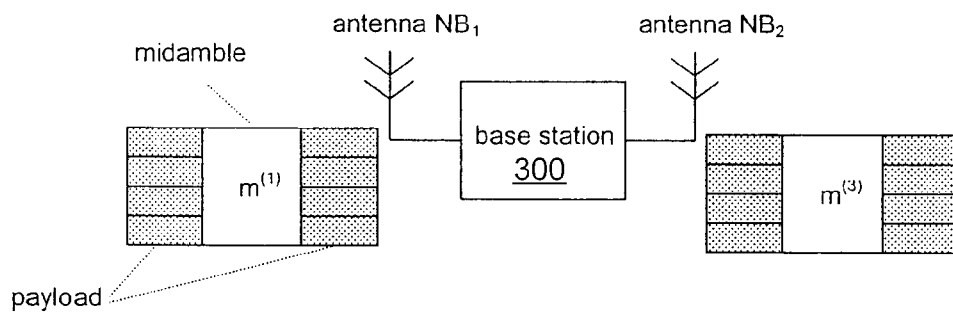 antenna NB₁
antenna NB₂
midamble
base station
300
m⁽¹⁾
m⁽³⁾
payload